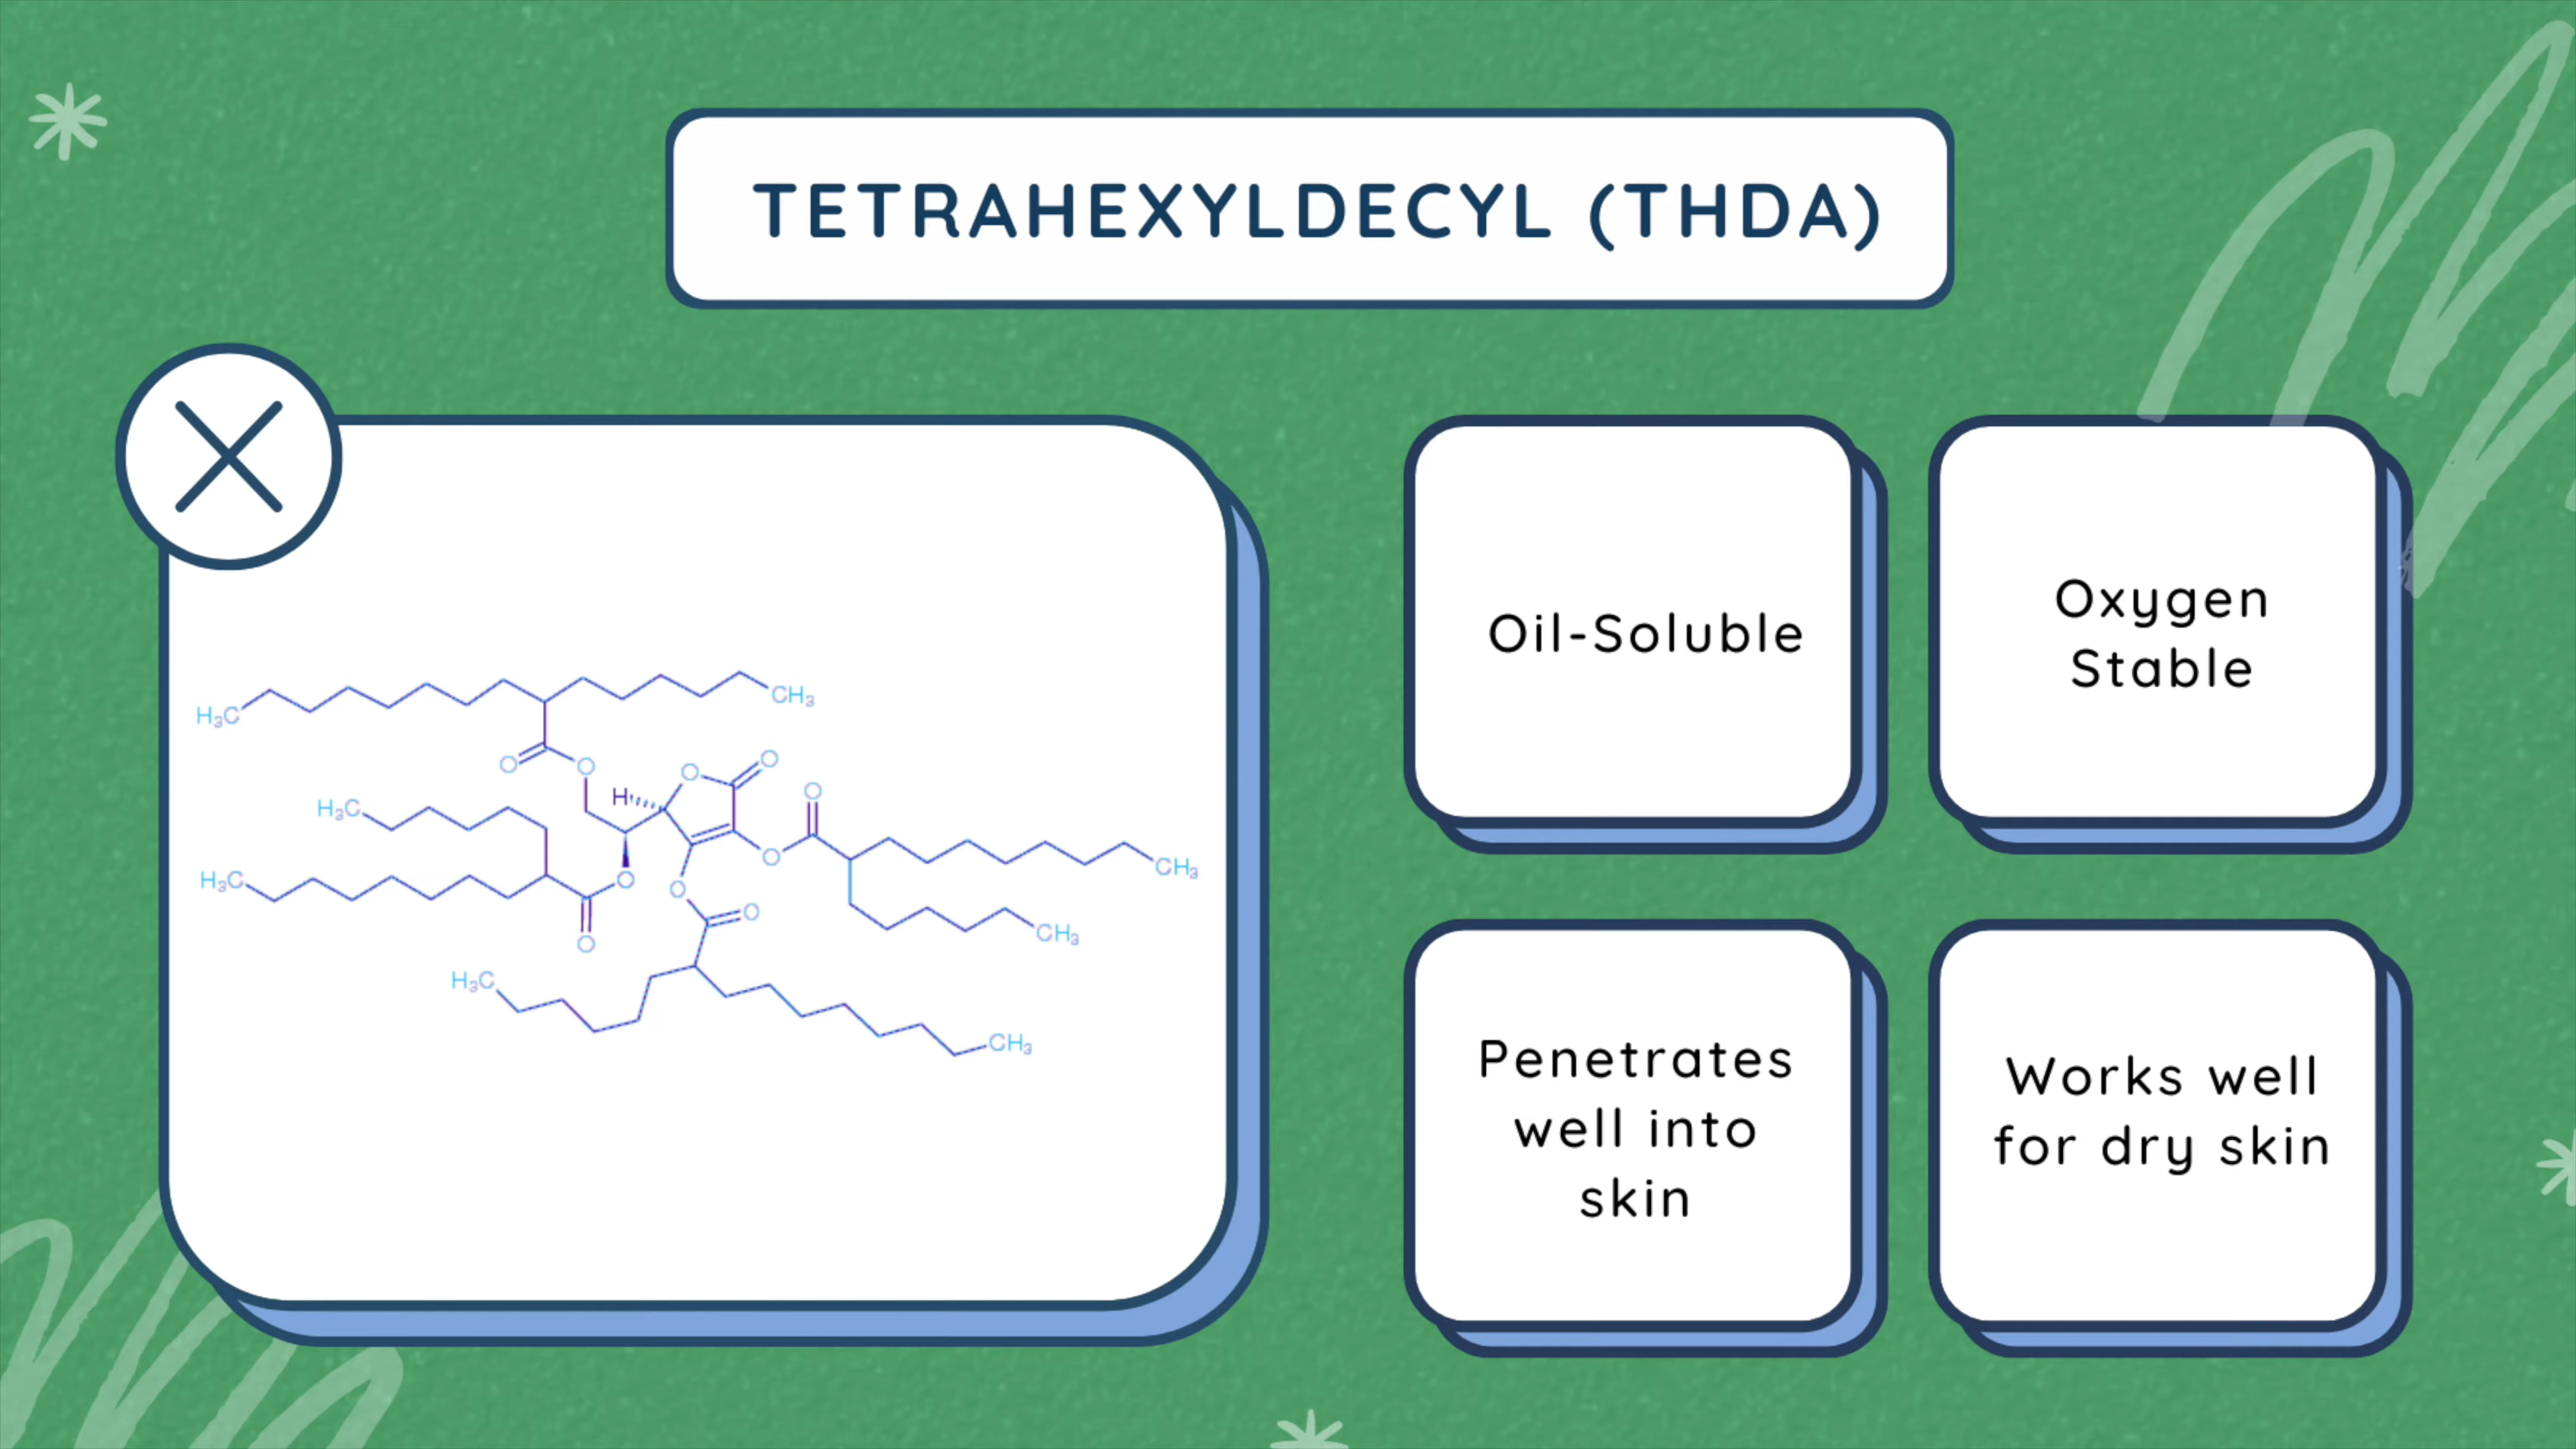 TETRAHEXYLDECYL (THDA)
H₃C
CH₃
O
O
O
O
H
O
H₃C
O
CH₃
H₃C
O
O
O
O
CH₃
H₃C
CH₃
Oil-Soluble
Oxygen
Stable
Penetrates
well into
skin
Works well
for dry skin